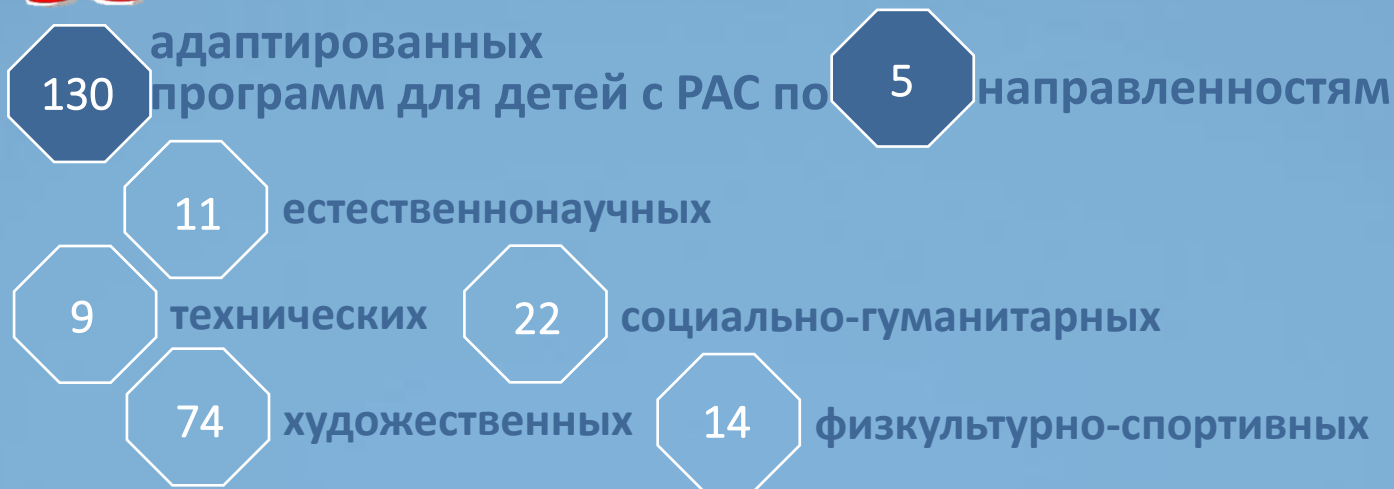 адаптированных
130 программ для детей с РАС по 5 направленностям
11 естественнонаучных
9 технических 22 социально-гуманитарных
74 художественных 14 физкультурно-спортивных